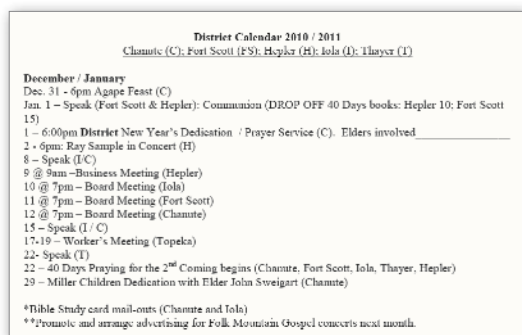 District Calendar 2010 / 2011
Chanute (C); Fort Scott (FS); Hepler (H); Iola (I); Thayer (T)
December / January
Dec. 31 - 6pm Agape Feast (C)
Jan. 1 – Speak (Fort Scott & Hepler): Communion (DROP OFF 40 Days books: Hepler 10; Fort Scott
15)
1 – 6:00pm District New Year's Dedication / Prayer Service (C). Elders involved_________________
2 - 6pm: Ray Sample in Concert (H)
8 – Speak (I/C)
9 @ 9am –Business Meeting (Hepler)
10 @ 7pm – Board Meeting (Iola)
11 @ 7pm – Board Meeting (Fort Scott)
12 @ 7pm – Board Meeting (Chanute)
15 – Speak (I / C)
17-19 – Worker's Meeting (Topeka)
22- Speak (T)
22 – 40 Days Praying for the 2nd Coming begins (Chanute, Fort Scott, Iola, Thayer, Hepler)
29 – Miller Children Dedication with Elder John Sweigart (Chanute)
*Bible Study card mail-outs (Chanute and Iola)
**Promote and arrange advertising for Folk Mountain Gospel concerts next month.